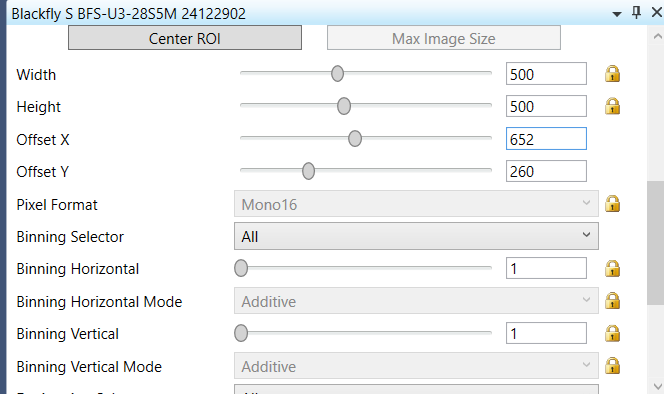 Blackfly S BFS-U3-28S5M 24122902
Center ROI Max Image Size
Width 500
Height 500
Offset X 652
Offset Y 260
Pixel Format Mono16
Binning Selector All
Binning Horizontal 1
Binning Horizontal Mode Additive
Binning Vertical 1
Binning Vertical Mode Additive